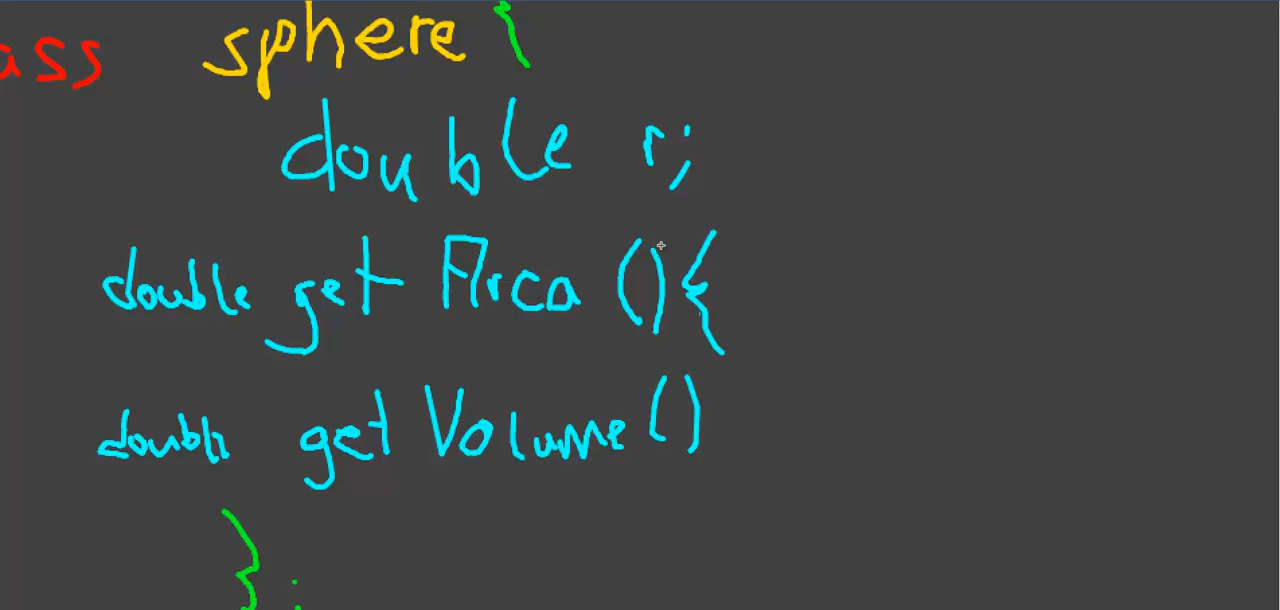 ass sphere {
double r;
double get Area () {
double get Volume ()
};